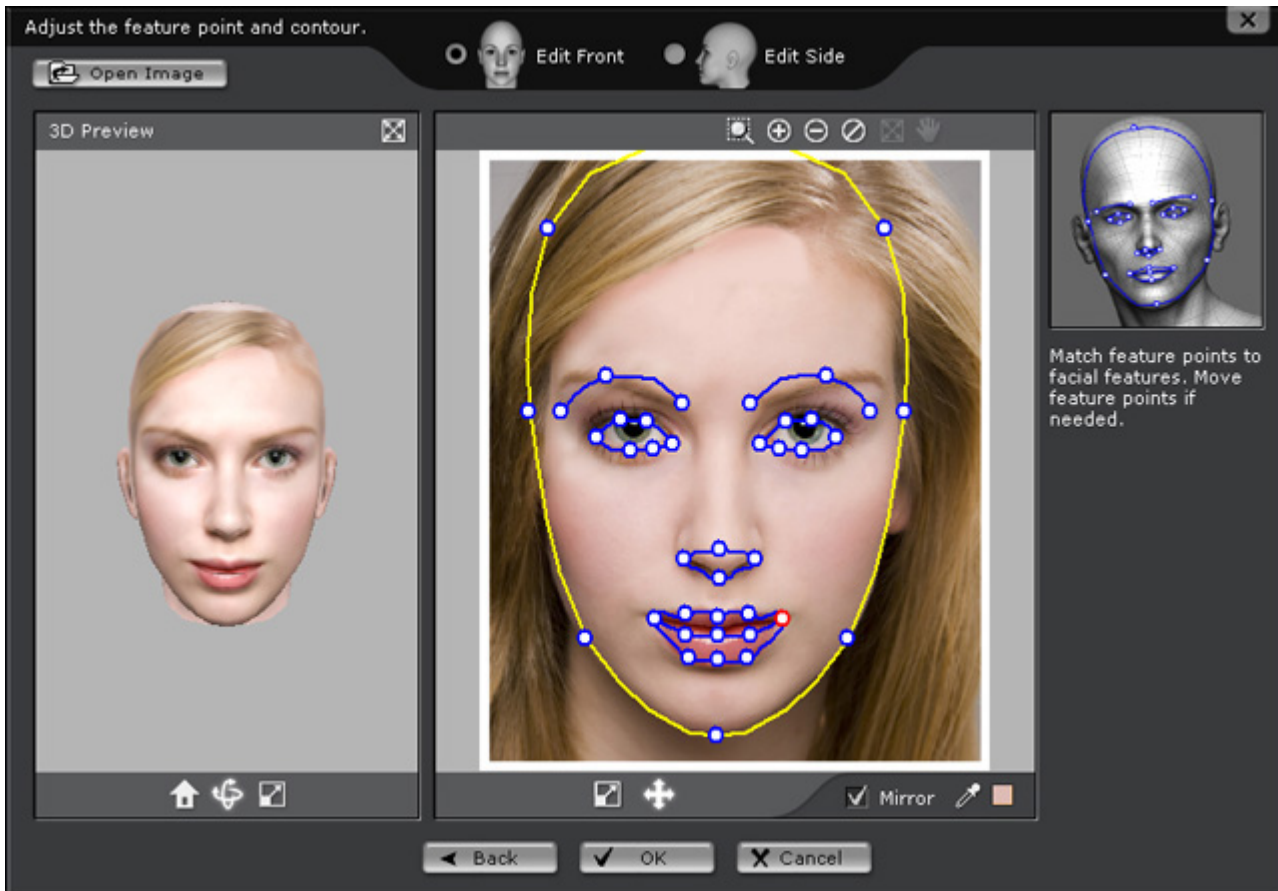 Adjust the feature point and contour.
Edit Front
Edit Side
Open Image
3D Preview
Match feature points to
facial features. Move
feature points if
needed.
Mirror
Back
OK
Cancel